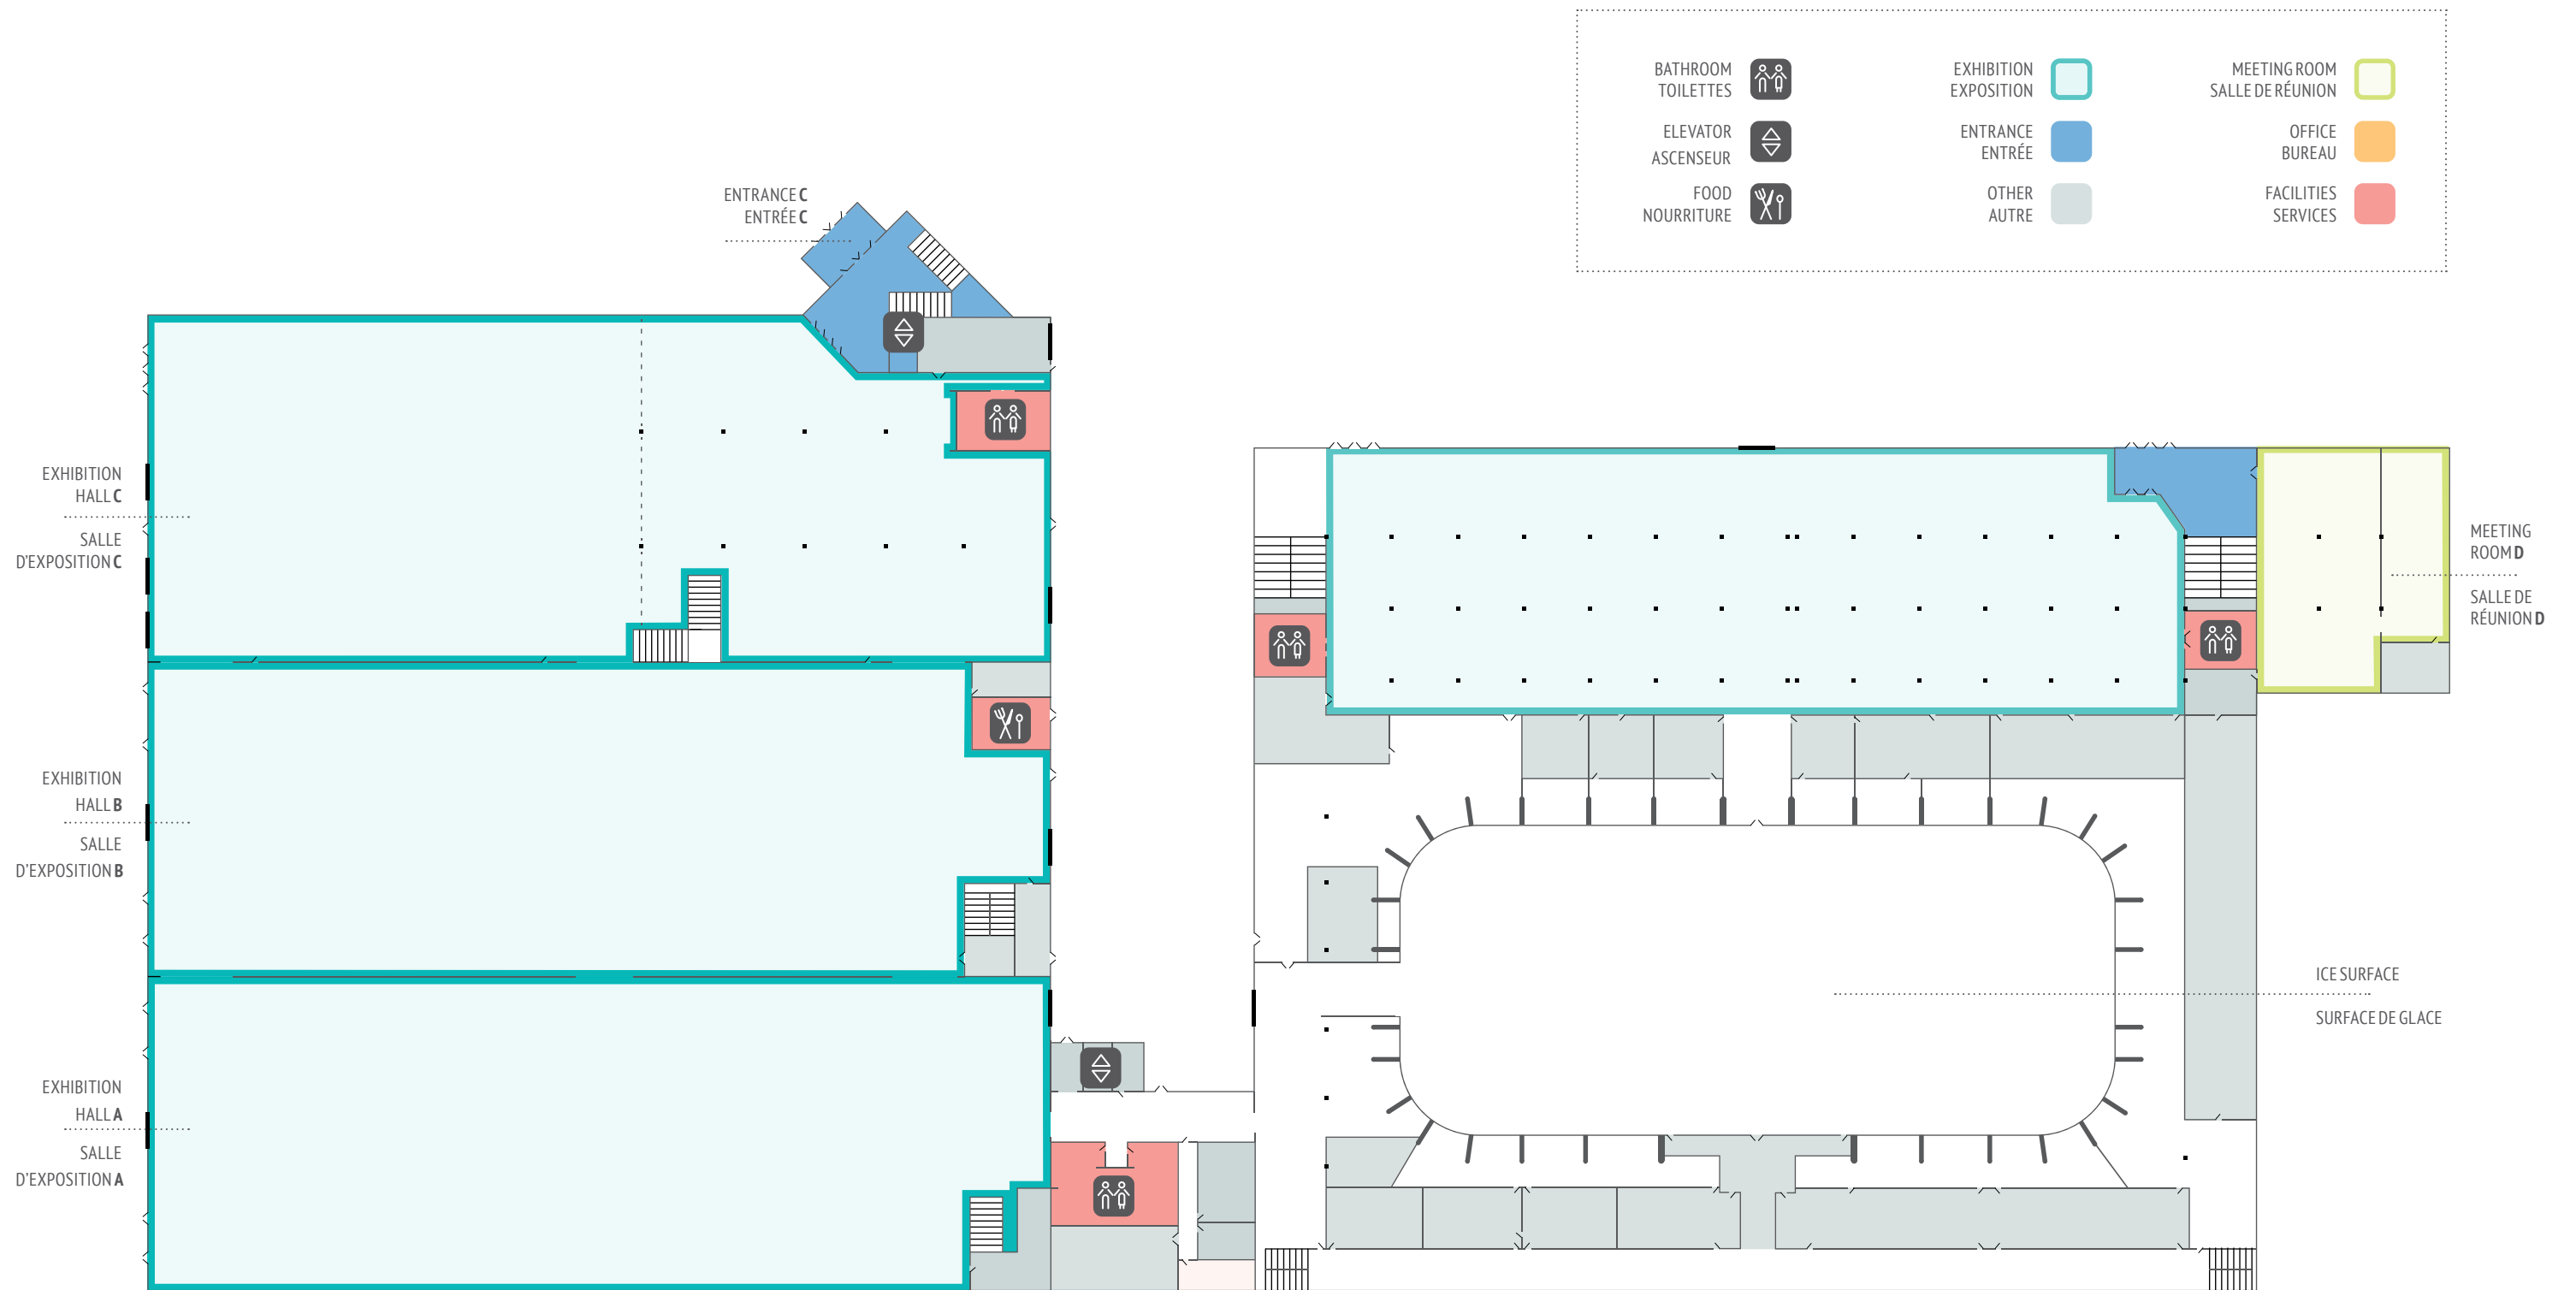 BATHROOM
TOILETTES
ELEVATOR
ASCENSEUR
FOOD
NOURRITURE
EXHIBITION
EXPOSITION
ENTRANCE
ENTRÉE
OTHER
AUTRE
MEETING ROOM
SALLE DE RÉUNION
OFFICE
BUREAU
FACILITIES
SERVICES
ENTRANCE C
ENTRÉE C
EXHIBITION
HALL C
SALLE
D'EXPOSITION C
MEETING
ROOM D
SALLE DE
RÉUNION D
EXHIBITION
HALL B
SALLE
D'EXPOSITION B
ICE SURFACE
SURFACE DE GLACE
EXHIBITION
HALL A
SALLE
D'EXPOSITION A